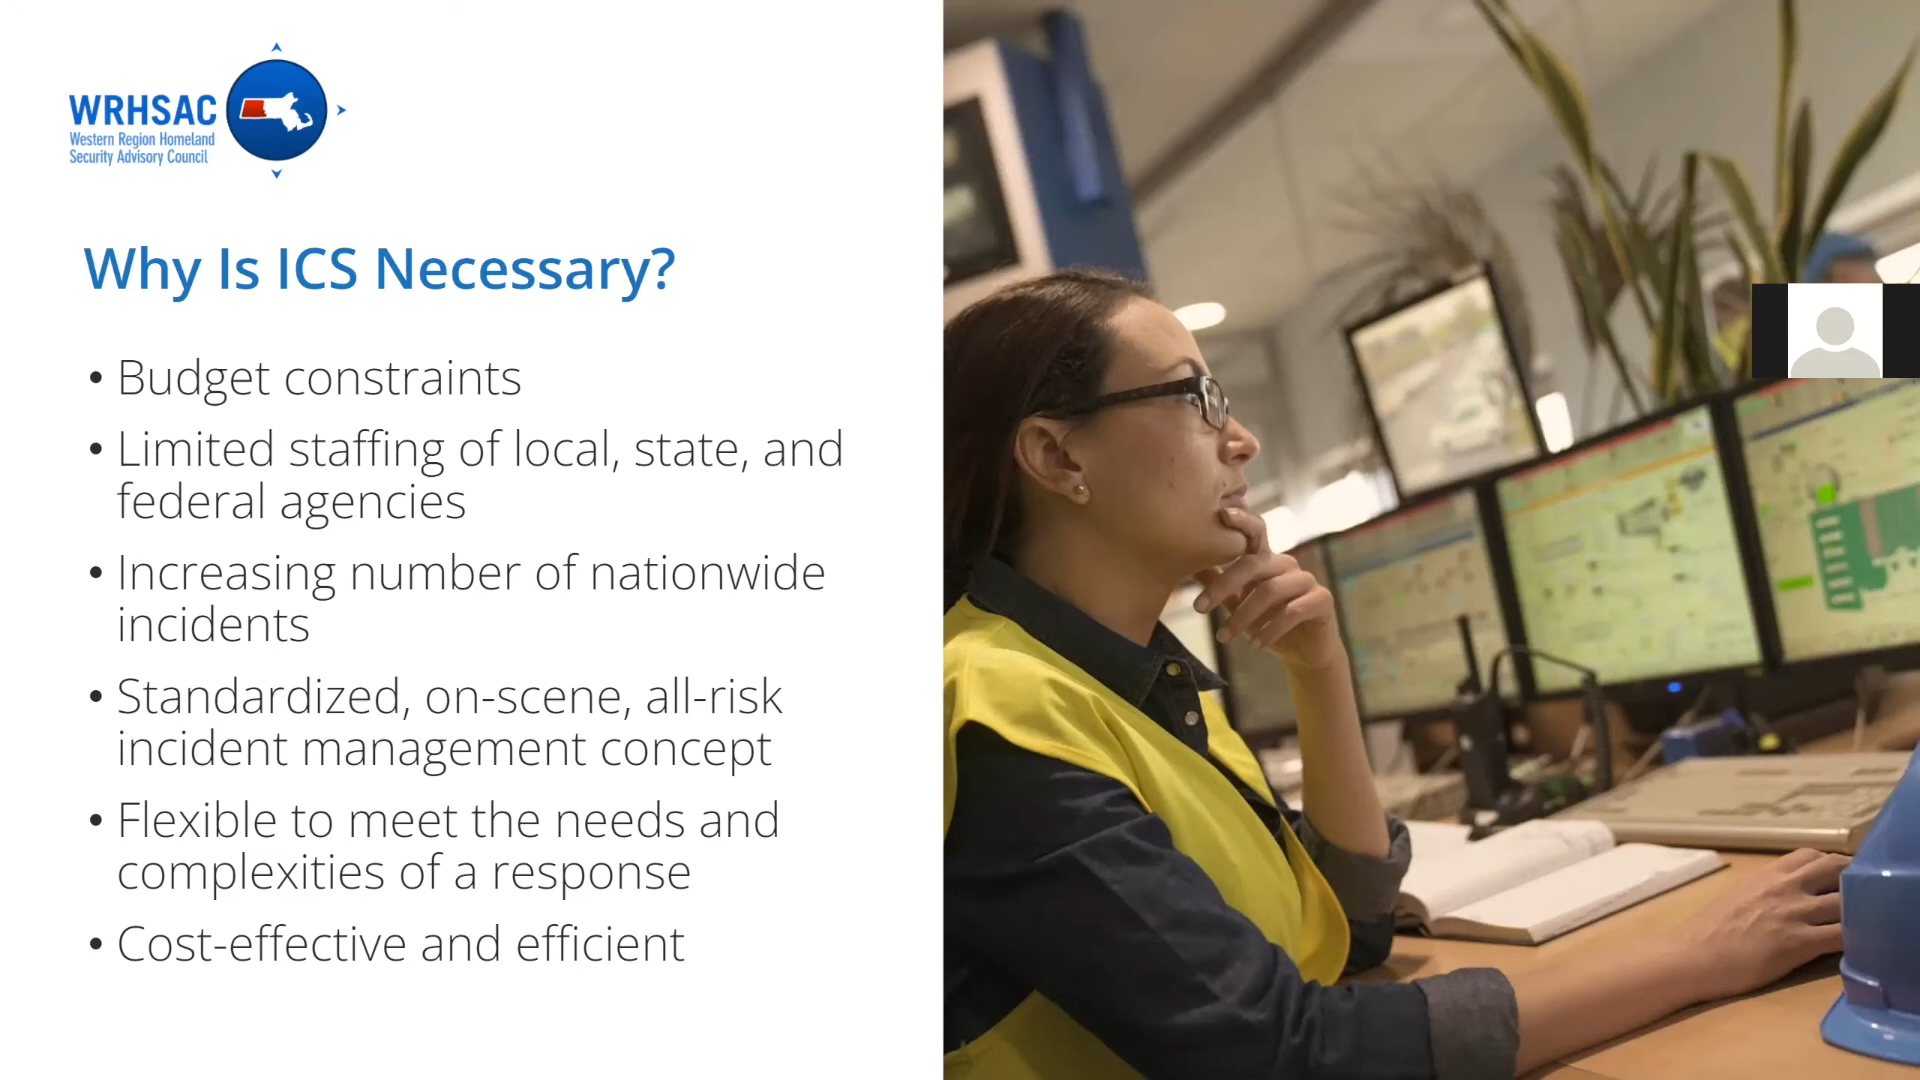 WRHSAC
Western Region Homeland
Security Advisory Council
Why Is ICS Necessary?
• Budget constraints
• Limited staffing of local, state, and
federal agencies
• Increasing number of nationwide
incidents
• Standardized, on-scene, all-risk
incident management concept
• Flexible to meet the needs and
complexities of a response
• Cost-effective and efficient